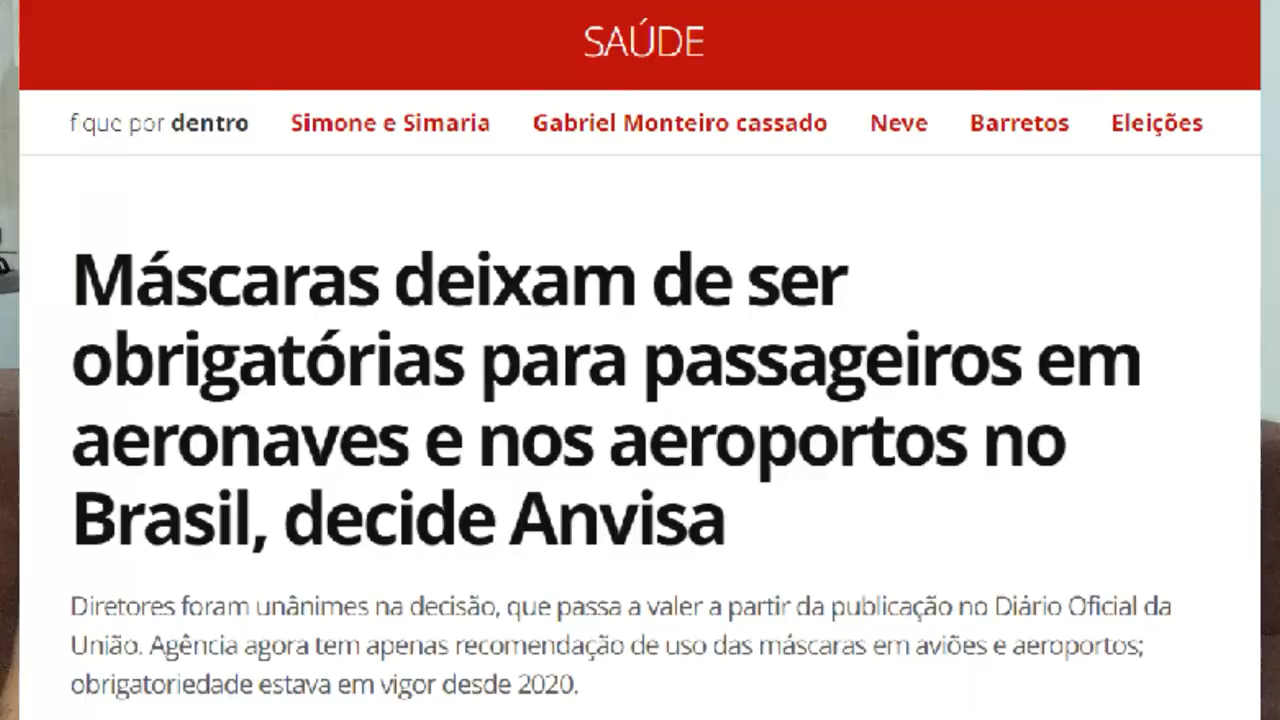 SAÚDE
fique por dentro Simone e Simaria Gabriel Monteiro cassado Neve Barretos Eleições
Máscaras deixam de ser
obrigatórias para passageiros em
aeronaves e nos aeroportos no
Brasil, decide Anvisa
Diretores foram unânimes na decisão, que passa a valer a partir da publicação no Diário Oficial da
União. Agência agora tem apenas recomendação de uso das máscaras em aviões e aeroportos;
obrigatoriedade estava em vigor desde 2020.